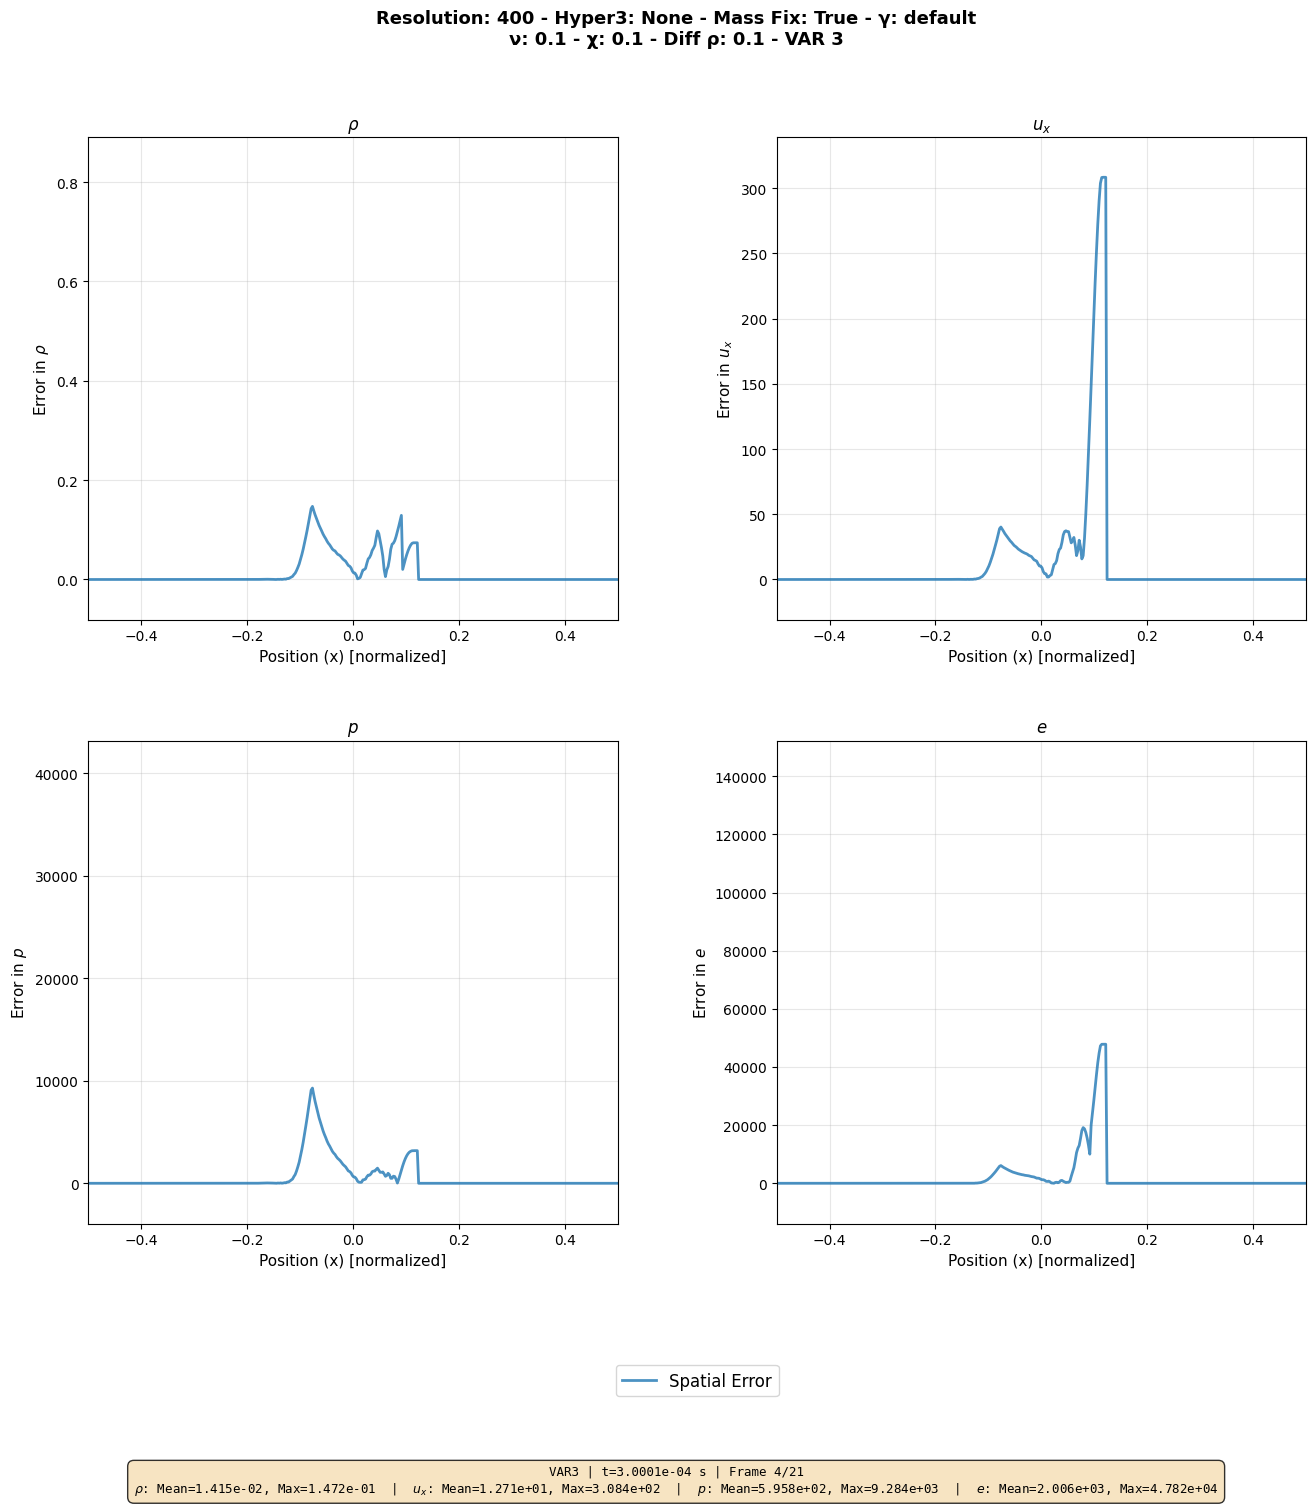 Resolution: 400 - Hyper3: None - Mass Fix: True - γ: default
ν: 0.1 - χ: 0.1 - Diff ρ: 0.1 - VAR 3
ρ
0.8
0.6
0.4
0.2
0.0
Error in ρ
−0.4 −0.2 0.0 0.2 0.4
Position (x) [normalized]
u_x
300
250
200
150
100
50
0
Error in u_x
−0.4 −0.2 0.0 0.2 0.4
Position (x) [normalized]
p
40000
30000
20000
10000
0
Error in p
−0.4 −0.2 0.0 0.2 0.4
Position (x) [normalized]
e
140000
120000
100000
80000
60000
40000
20000
0
Error in e
−0.4 −0.2 0.0 0.2 0.4
Position (x) [normalized]
Spatial Error
VAR3 | t=3.0001e-04 s | Frame 4/21
ρ: Mean=1.415e-02, Max=1.472e-01 | u_x: Mean=1.271e+01, Max=3.084e+02 | p: Mean=5.958e+02, Max=9.284e+03 | e: Mean=2.006e+03, Max=4.782e+04